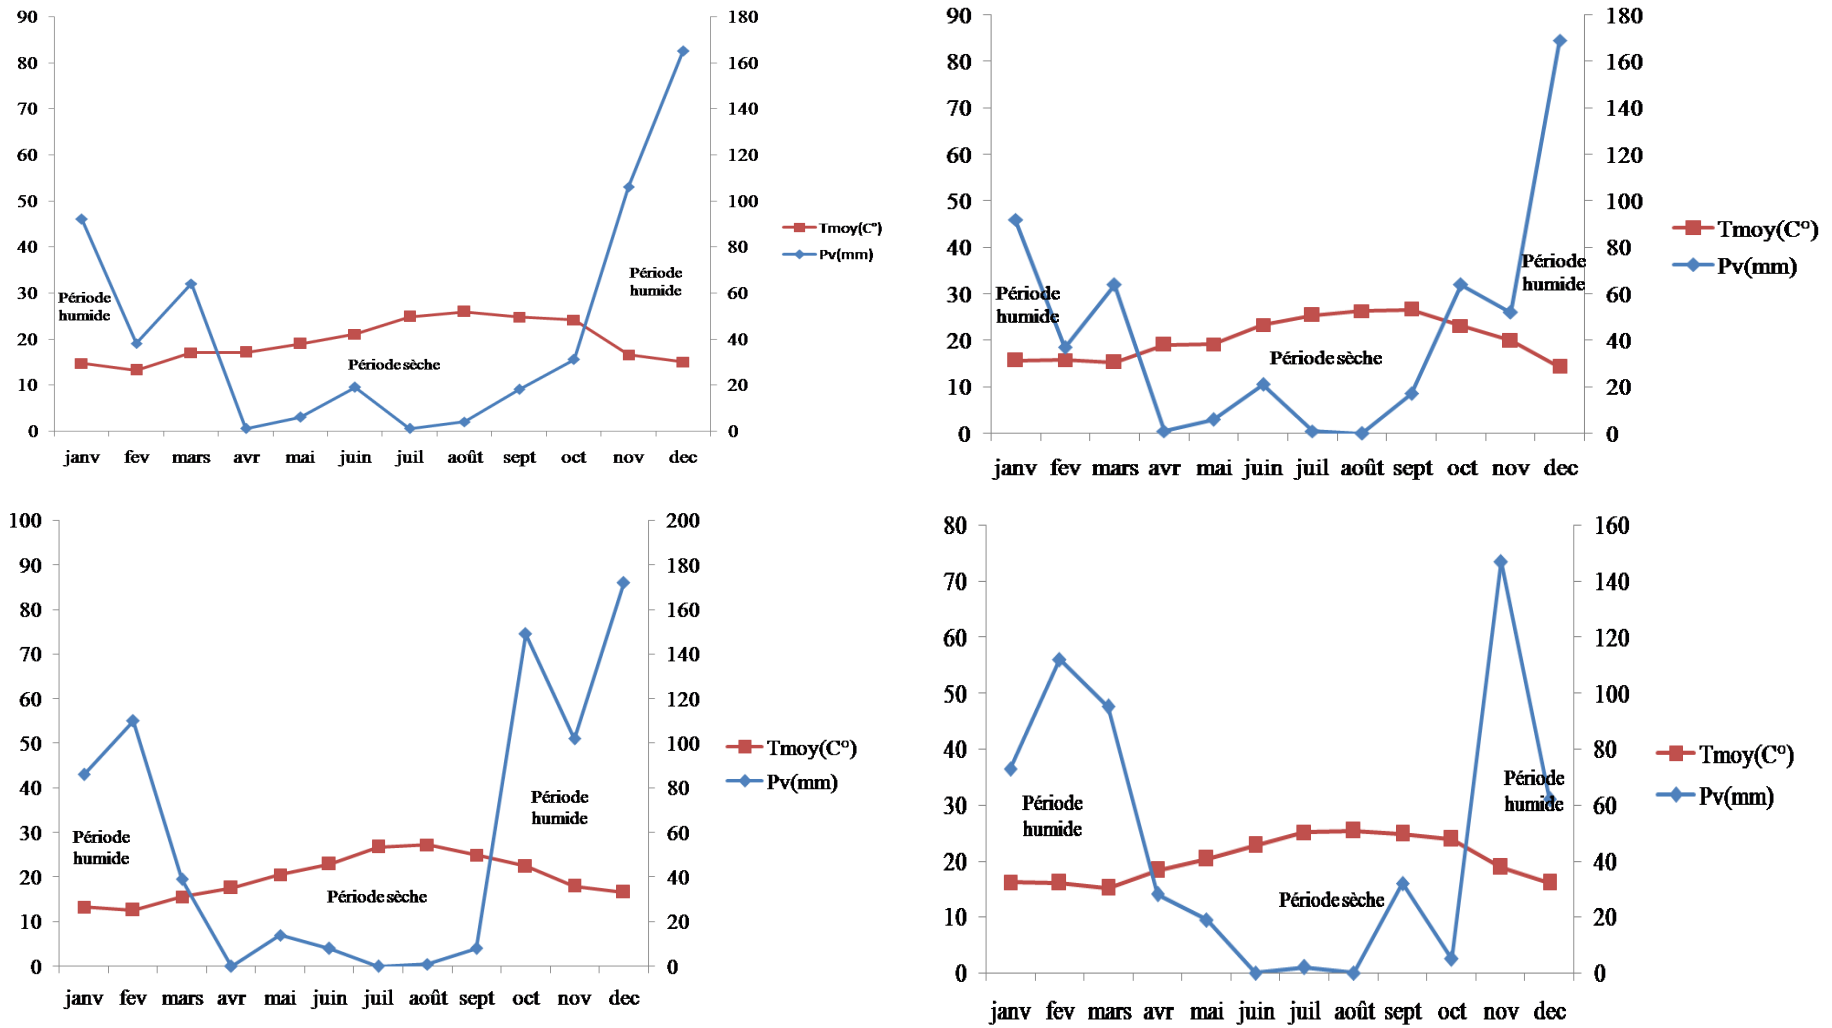 90 180
80 160
70 140
60 120
50 100
40 80
30 60
20 40
10 20
0 0
Période
humide
Période
humide
Période sèche
Tmoy(C°)
Pv(mm)
janv fev mars avr mai juin juil août sept oct nov dec
90 180
80 160
70 140
60 120
50 100
40 80
30 60
20 40
10 20
0 0
Période
humide
Période
humide
Période sèche
Tmoy(C°)
Pv(mm)
janv fev mars avr mai juin juil août sept oct nov dec
100 200
90 180
80 160
70 140
60 120
50 100
40 80
30 60
20 40
10 20
0 0
Période
humide
Période
humide
Période sèche
Tmoy(C°)
Pv(mm)
janv fev mars avr mai juin juil août sept oct nov dec
80 160
70 140
60 120
50 100
40 80
30 60
20 40
10 20
0 0
Période
humide
Période
humide
Période sèche
Tmoy(C°)
Pv(mm)
janv fev mars avr mai juin juil août sept oct nov dec